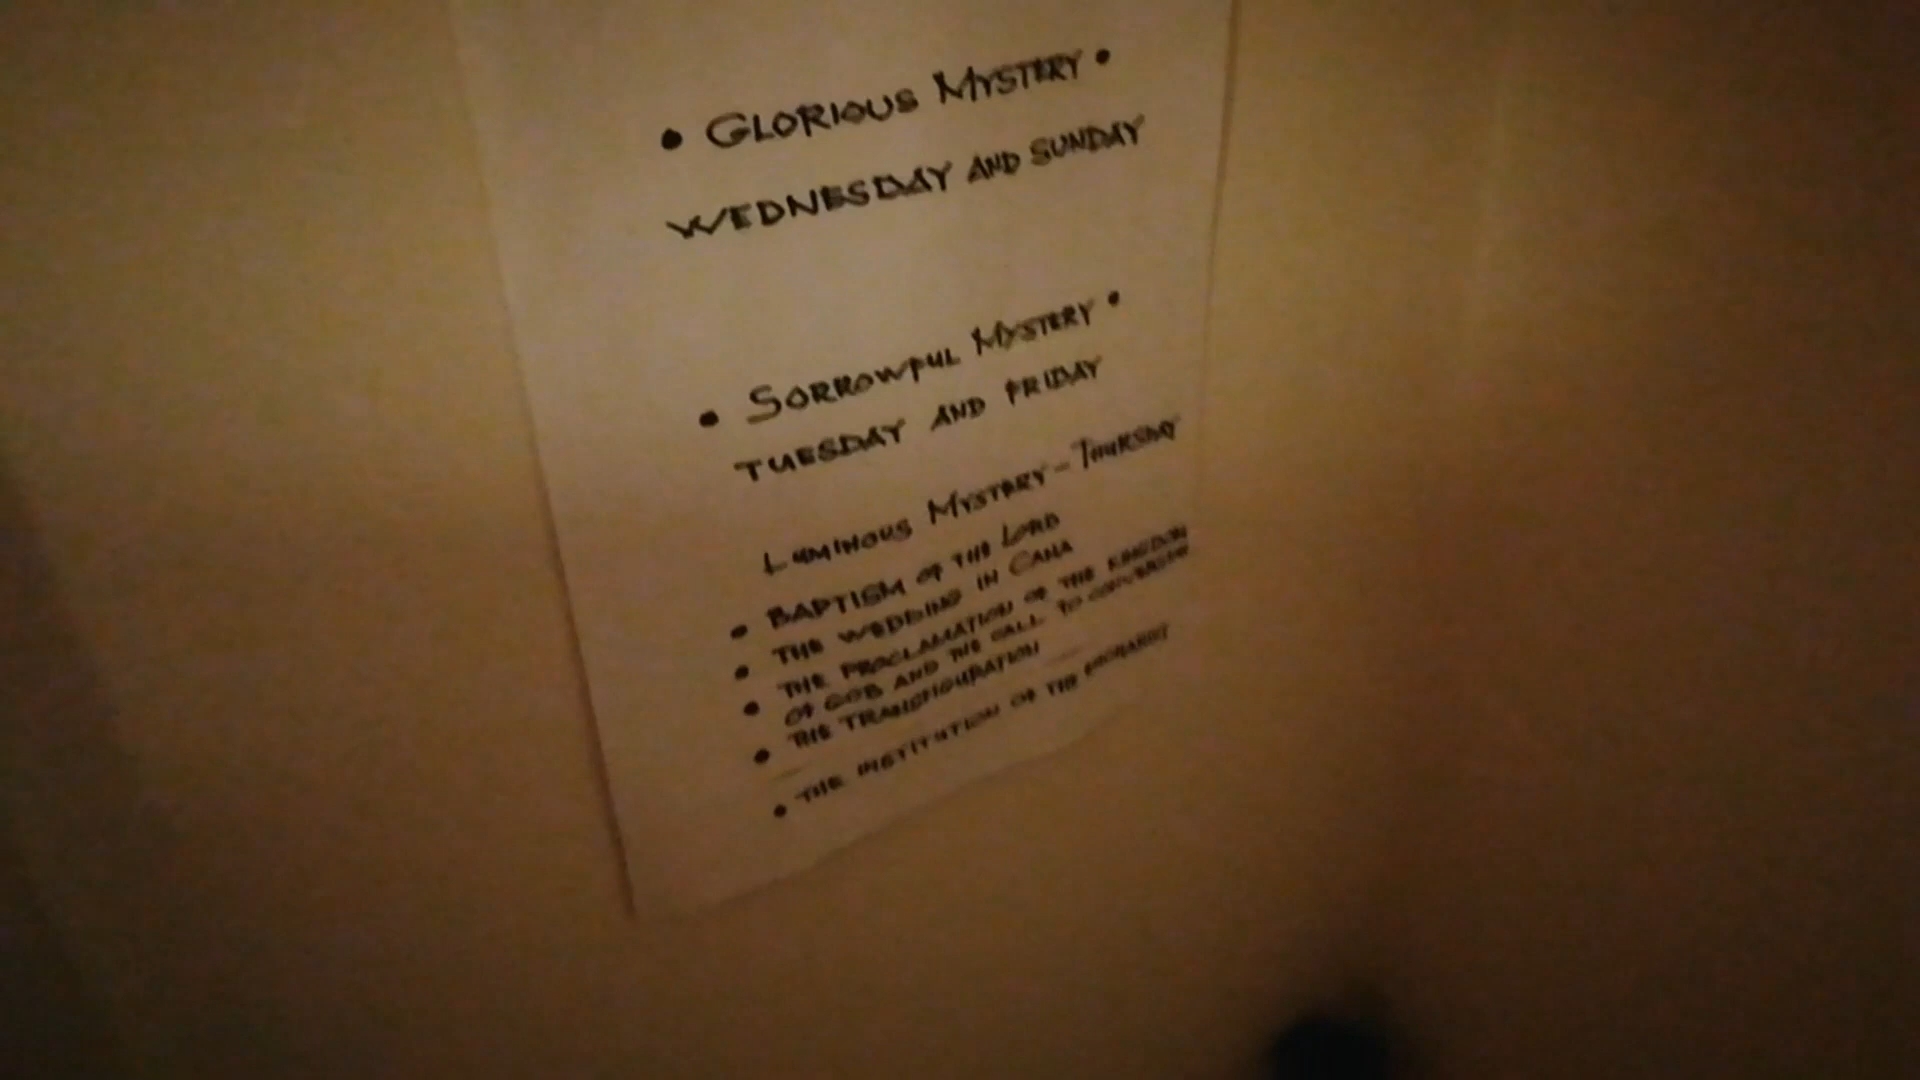 • GLORIOUS MYSTERY •
WEDNESDAY AND SUNDAY
• SORROWFUL MYSTERY •
TUESDAY AND FRIDAY
LUMINOUS MYSTERY - THURSDAY
• BAPTISM OF THE LORD
• THE WEDDING IN CANA
• THE PROCLAMATION OF THE KINGDOM
OF GOD AND THE CALL TO CONVERSION
• THE TRANSFIGURATION
• THE INSTITUTION OF THE EUCHARIST